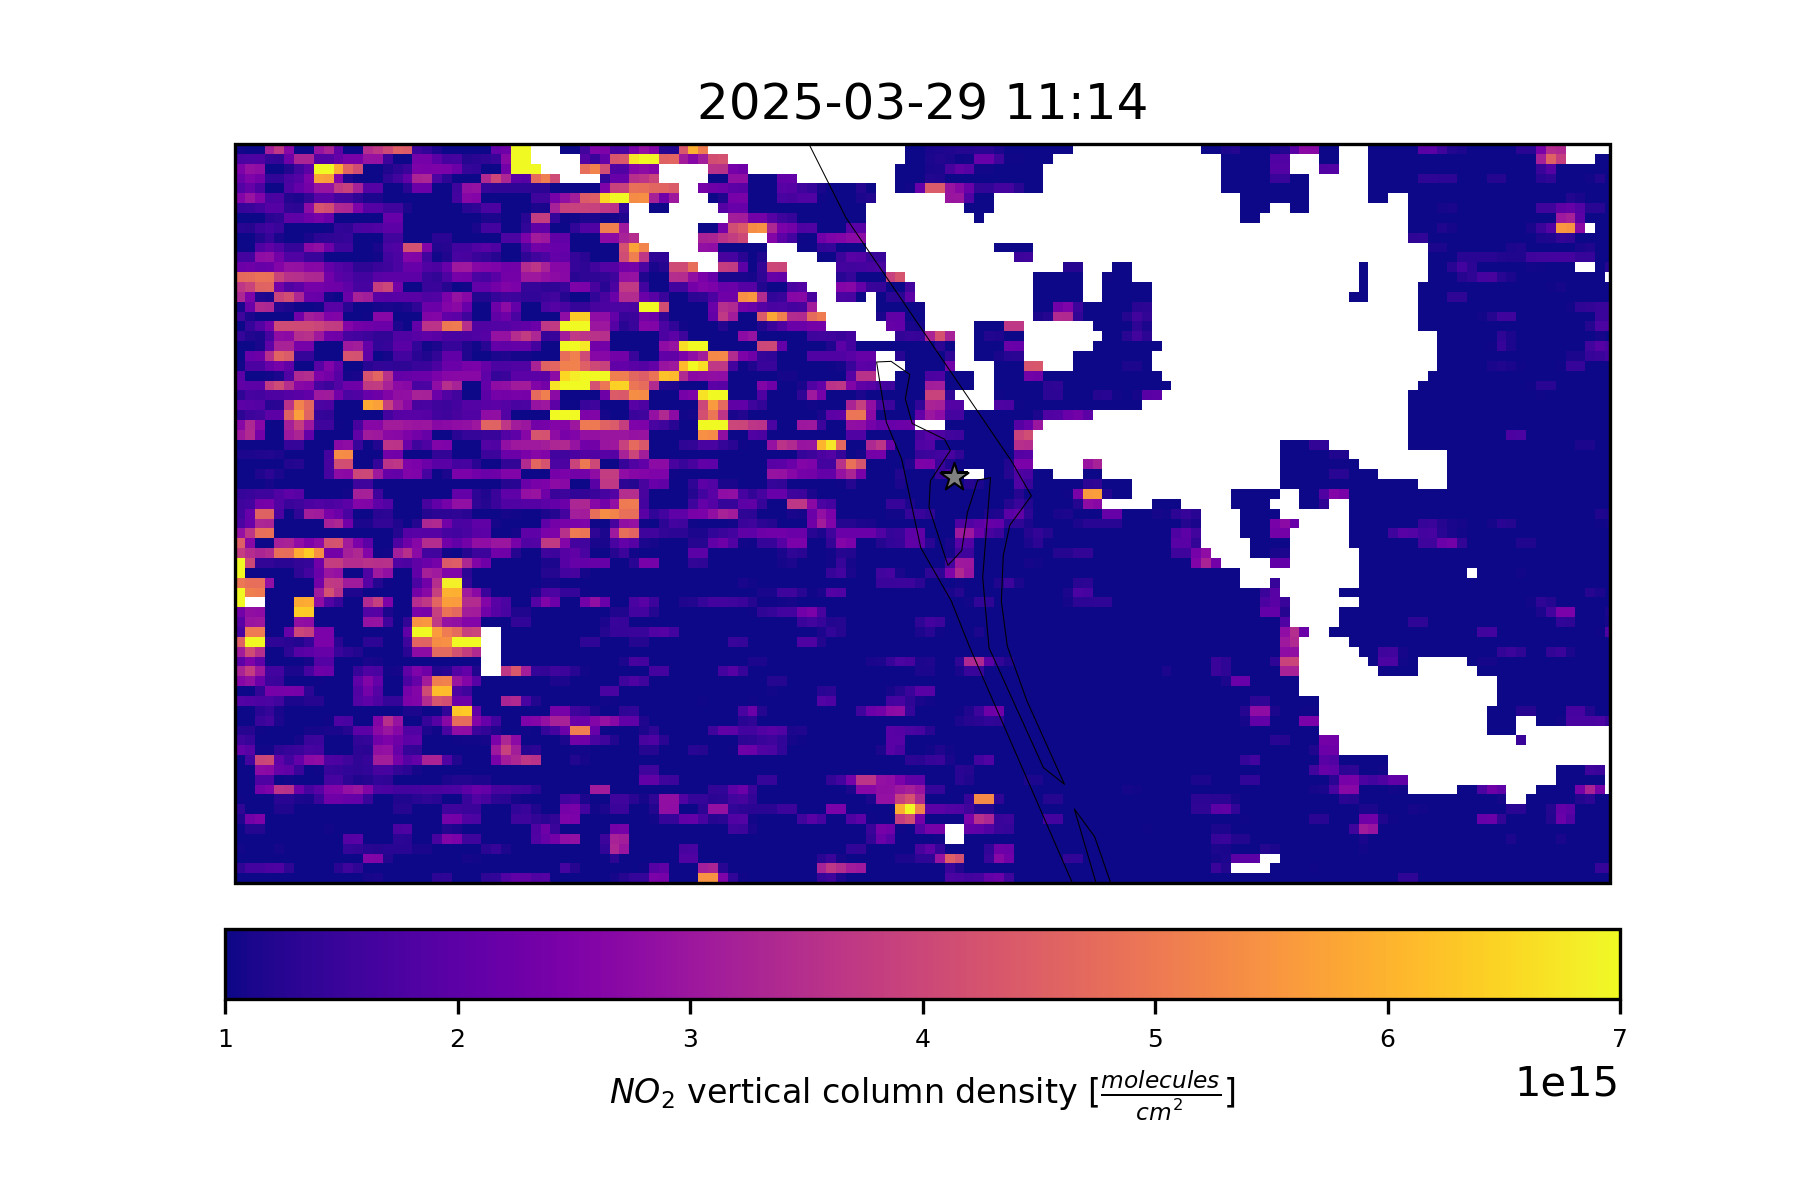 2025-03-29 11:14
1 2 3 4 5 6 7
1e15
NO₂ vertical column density [molecules/cm²]